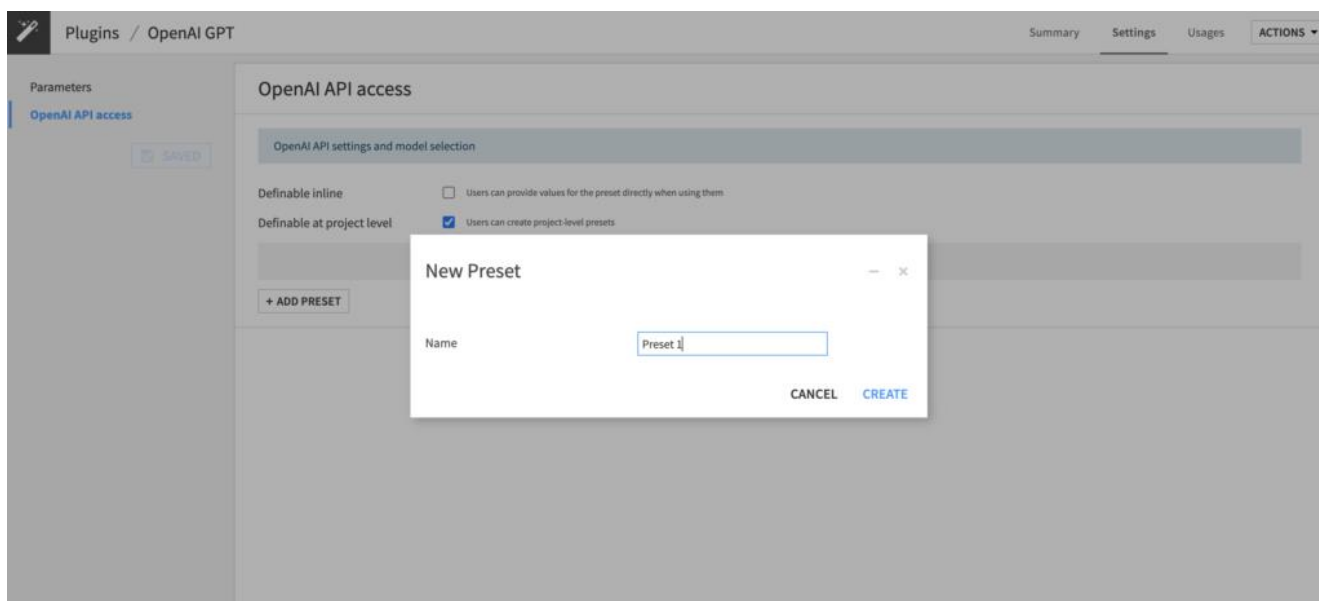 Plugins / OpenAI GPT
Summary Settings Usages ACTIONS
Parameters
OpenAI API access
SAVED
OpenAI API access
OpenAI API settings and model selection
Definable inline Users can provide values for the preset directly when using them
Definable at project level Users can create project-level presets
+ ADD PRESET
New Preset
Name Preset 1
CANCEL CREATE